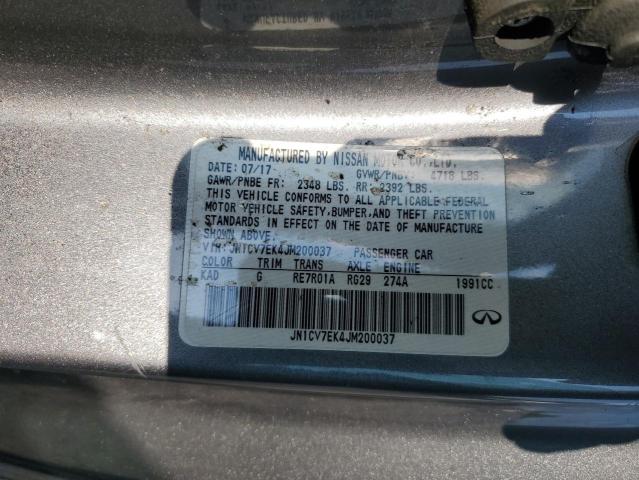 MANUFACTURED BY NISSAN MOTOR CO.,LTD.
DATE: 07/17 GVWR/PNBV: 4718 LBS.
GAWR/PNBE FR: 2348 LBS. RR: 2392 LBS.
THIS VEHICLE CONFORMS TO ALL APPLICABLE FEDERAL
MOTOR VEHICLE SAFETY, BUMPER, AND THEFT PREVENTION
STANDARDS IN EFFECT ON THE DATE OF MANUFACTURE
SHOWN ABOVE.
VIN: JN1CV7EK4JM200037 PASSENGER CAR
COLOR TRIM TRANS AXLE ENGINE
KAD G RE7R01A RG29 274A 1991CC
JN1CV7EK4JM200037